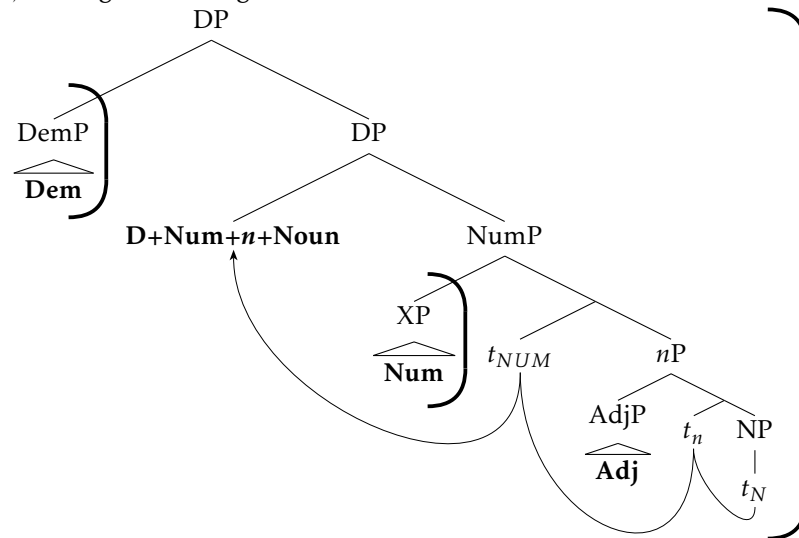 DP
DemP DP
Dem
D+Num+n+Noun NumP
XP
t_NUM nP
Num
AdjP t_n NP
Adj
t_N